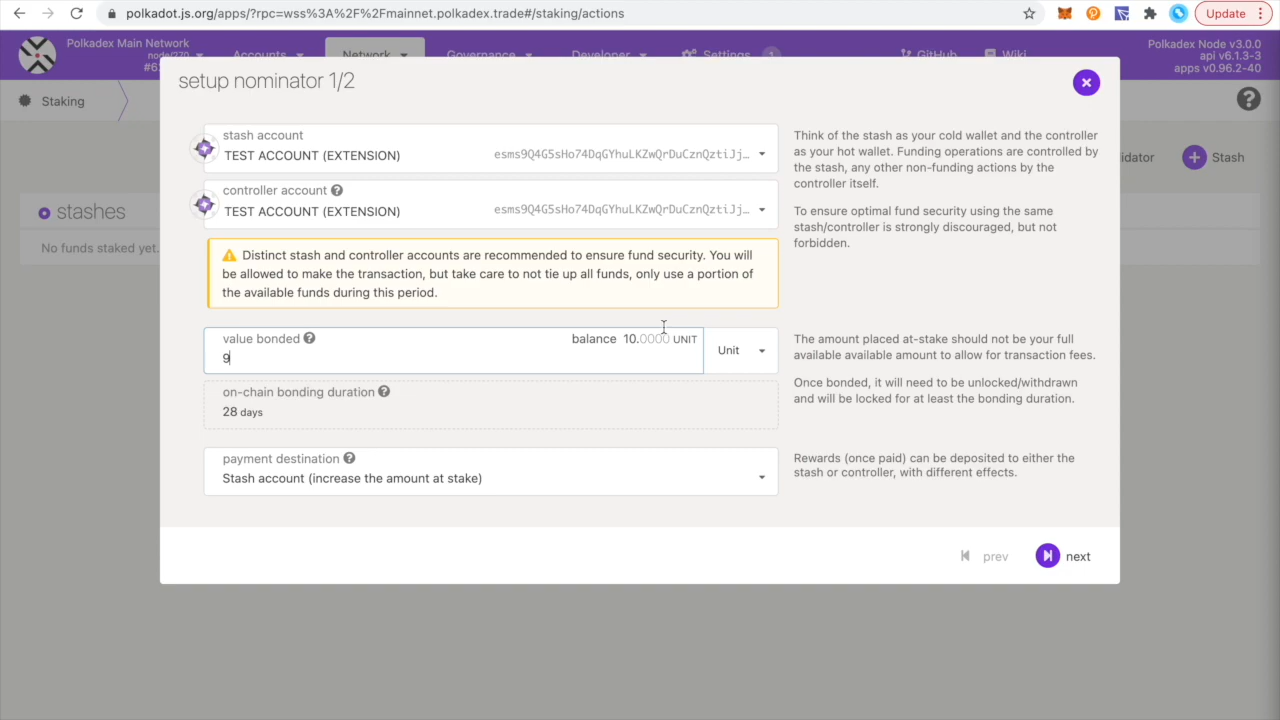 polkadot.js.org/apps/?rpc=wss%3A%2F%2Fmainnet.polkadex.trade#/staking/actions
Update
Polkadex Main Network
Accounts
Network
Governance
Developer
Settings
1
GitHub
Wiki
Polkadex Node v3.0.0
api v6.1.3-3
apps v0.96.2-40
Staking
setup nominator 1/2
stash account
TEST ACCOUNT (EXTENSION)
esms9Q4G5sHo74DqGYhuLKZwQrDuCznQztiJj…
controller account
TEST ACCOUNT (EXTENSION)
esms9Q4G5sHo74DqGYhuLKZwQrDuCznQztiJj…
Think of the stash as your cold wallet and the controller
as your hot wallet. Funding operations are controlled by
the stash, any other non-funding actions by the
controller itself.
To ensure optimal fund security using the same
stash/controller is strongly discouraged, but not
forbidden.
Distinct stash and controller accounts are recommended to ensure fund security. You will
be allowed to make the transaction, but take care to not tie up all funds, only use a portion of
the available funds during this period.
value bonded
balance 10.0000 UNIT
9
Unit
The amount placed at-stake should not be your full
available available amount to allow for transaction fees.
on-chain bonding duration
28 days
Once bonded, it will need to be unlocked/withdrawn
and will be locked for at least the bonding duration.
payment destination
Stash account (increase the amount at stake)
Rewards (once paid) can be deposited to either the
stash or controller, with different effects.
prev
next
stashes
No funds staked yet.
idator
Stash